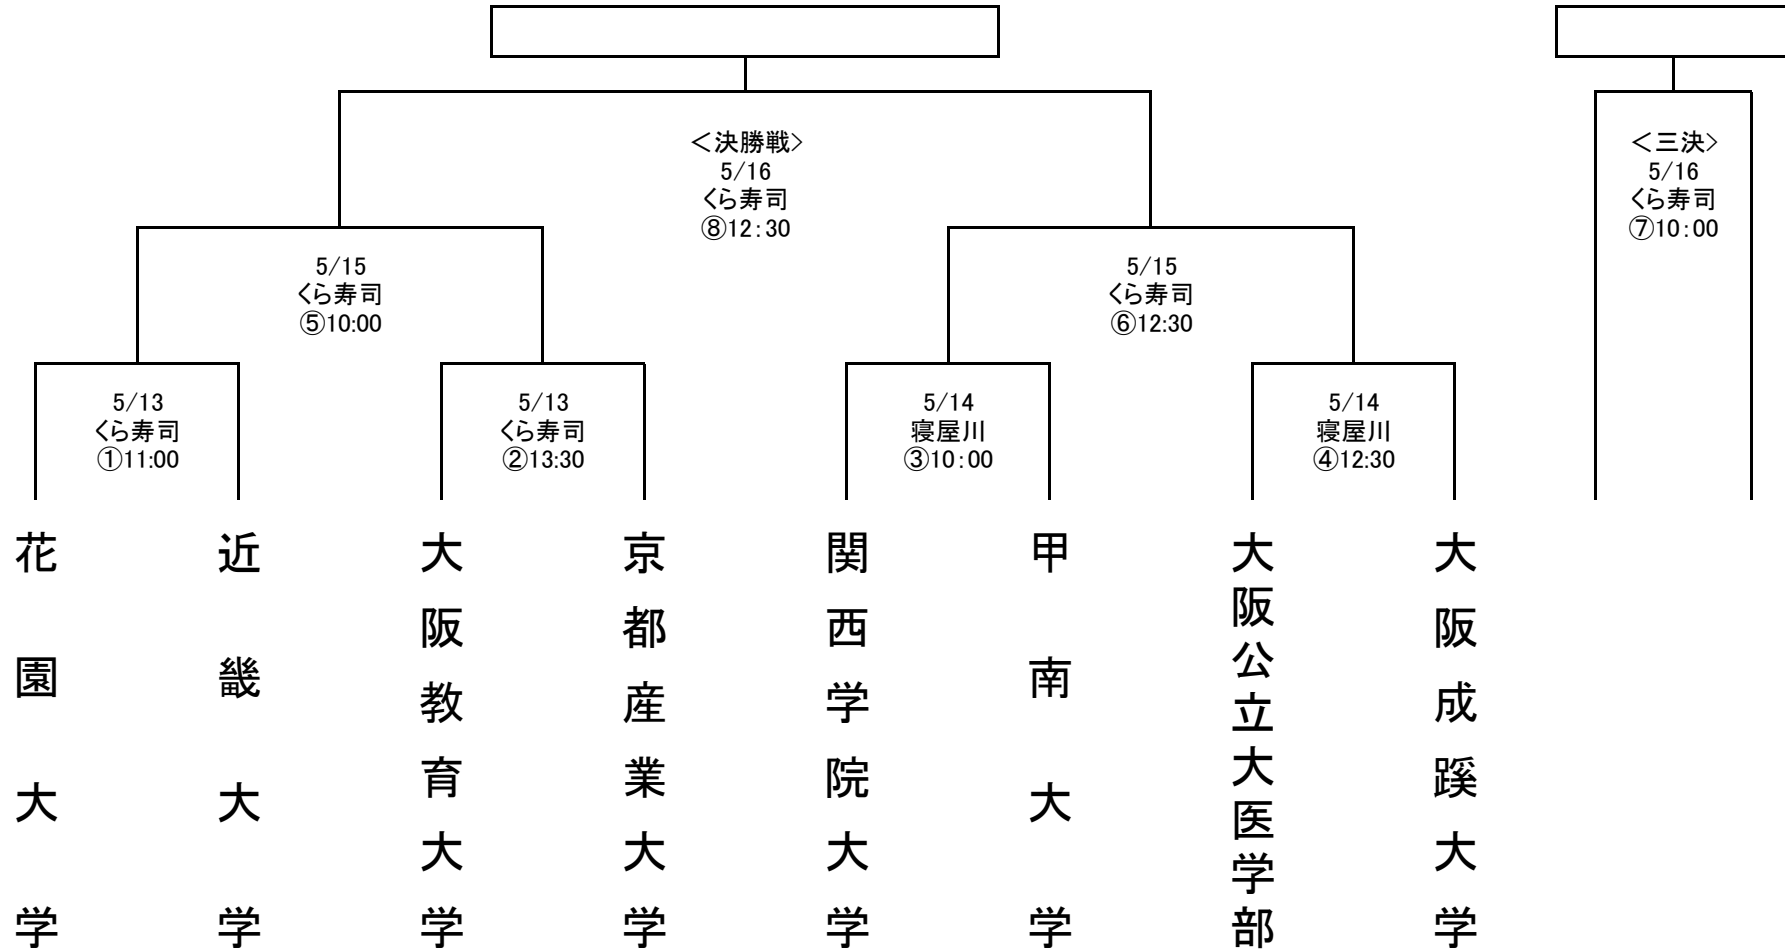 <決勝戦>
5/16
くら寿司
⑧12:30
<三決>
5/16
くら寿司
⑦10:00
5/15
くら寿司
⑤10:00
5/15
くら寿司
⑥12:30
5/13
くら寿司
①11:00
5/13
くら寿司
②13:30
5/14
寝屋川
③10:00
5/14
寝屋川
④12:30
花園大学
近畿大学
大阪教育大学
京都産業大学
関西学院大学
甲南大学
大阪公立大医学部
大阪成蹊大学